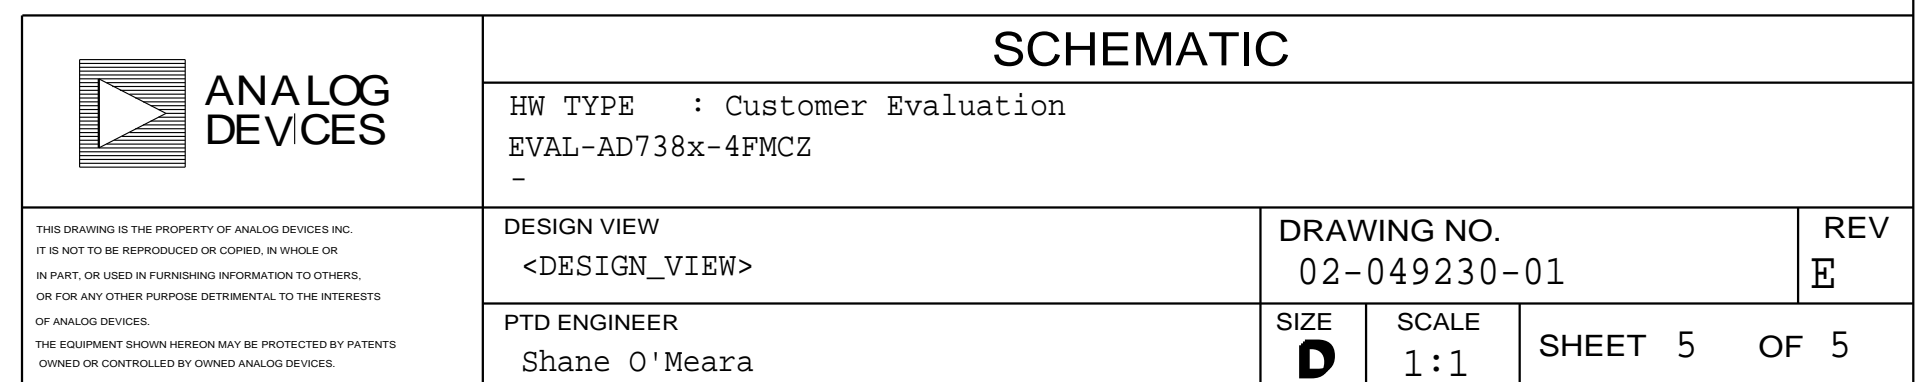 ANALOG
DEVICES
SCHEMATIC
HW TYPE : Customer Evaluation
EVAL-AD738x-4FMCZ
-
THIS DRAWING IS THE PROPERTY OF ANALOG DEVICES INC.
IT IS NOT TO BE REPRODUCED OR COPIED, IN WHOLE OR
IN PART, OR USED IN FURNISHING INFORMATION TO OTHERS,
OR FOR ANY OTHER PURPOSE DETRIMENTAL TO THE INTERESTS
OF ANALOG DEVICES.
THE EQUIPMENT SHOWN HEREON MAY BE PROTECTED BY PATENTS
OWNED OR CONTROLLED BY OWNED ANALOG DEVICES.
DESIGN VIEW
<DESIGN_VIEW>
DRAWING NO.
02-049230-01
REV
E
PTD ENGINEER
Shane O'Meara
SIZE
D
SCALE
1:1
SHEET 5 OF 5